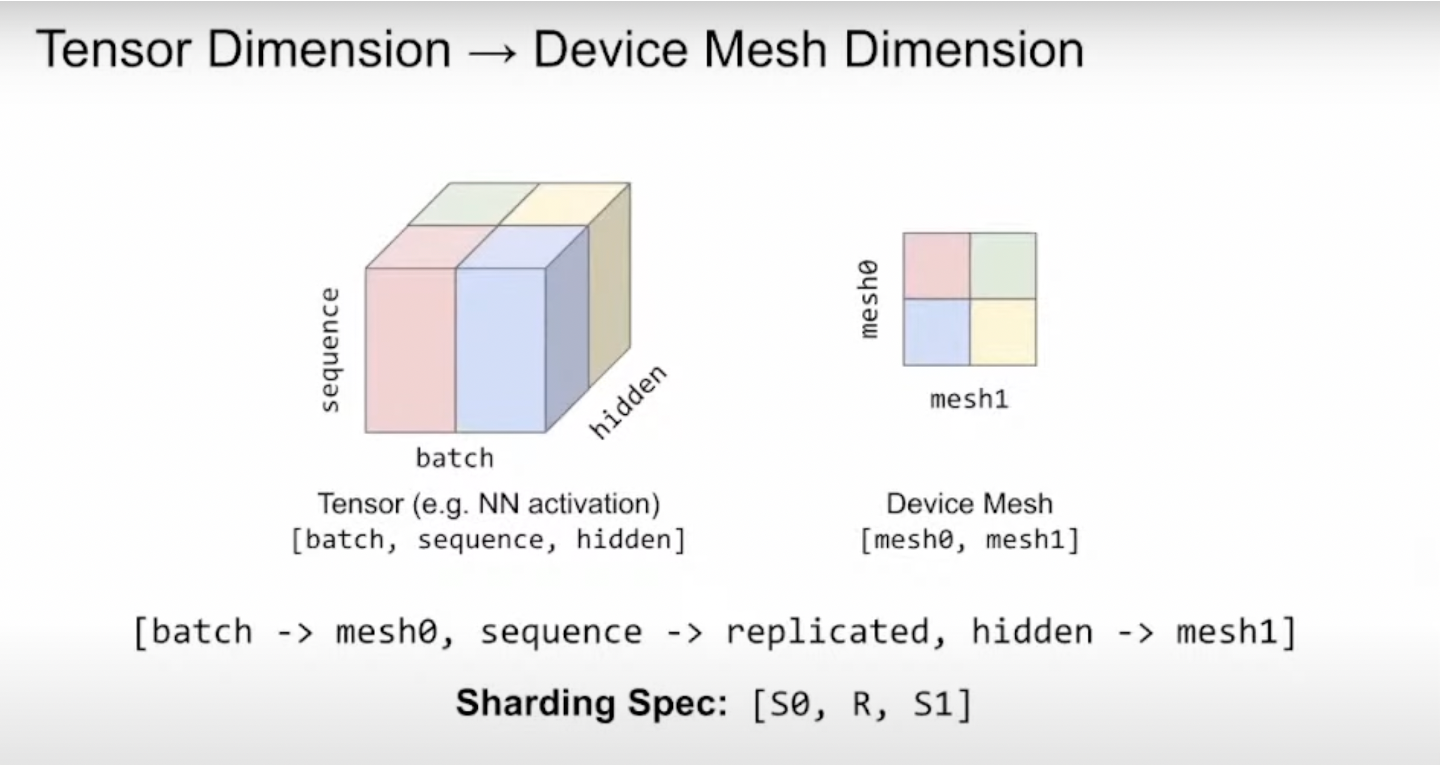 Tensor Dimension → Device Mesh Dimension
sequence
batch
hidden
Tensor (e.g. NN activation)
[batch, sequence, hidden]
mesh0
mesh1
Device Mesh
[mesh0, mesh1]
[batch -> mesh0, sequence -> replicated, hidden -> mesh1]
Sharding Spec: [S0, R, S1]